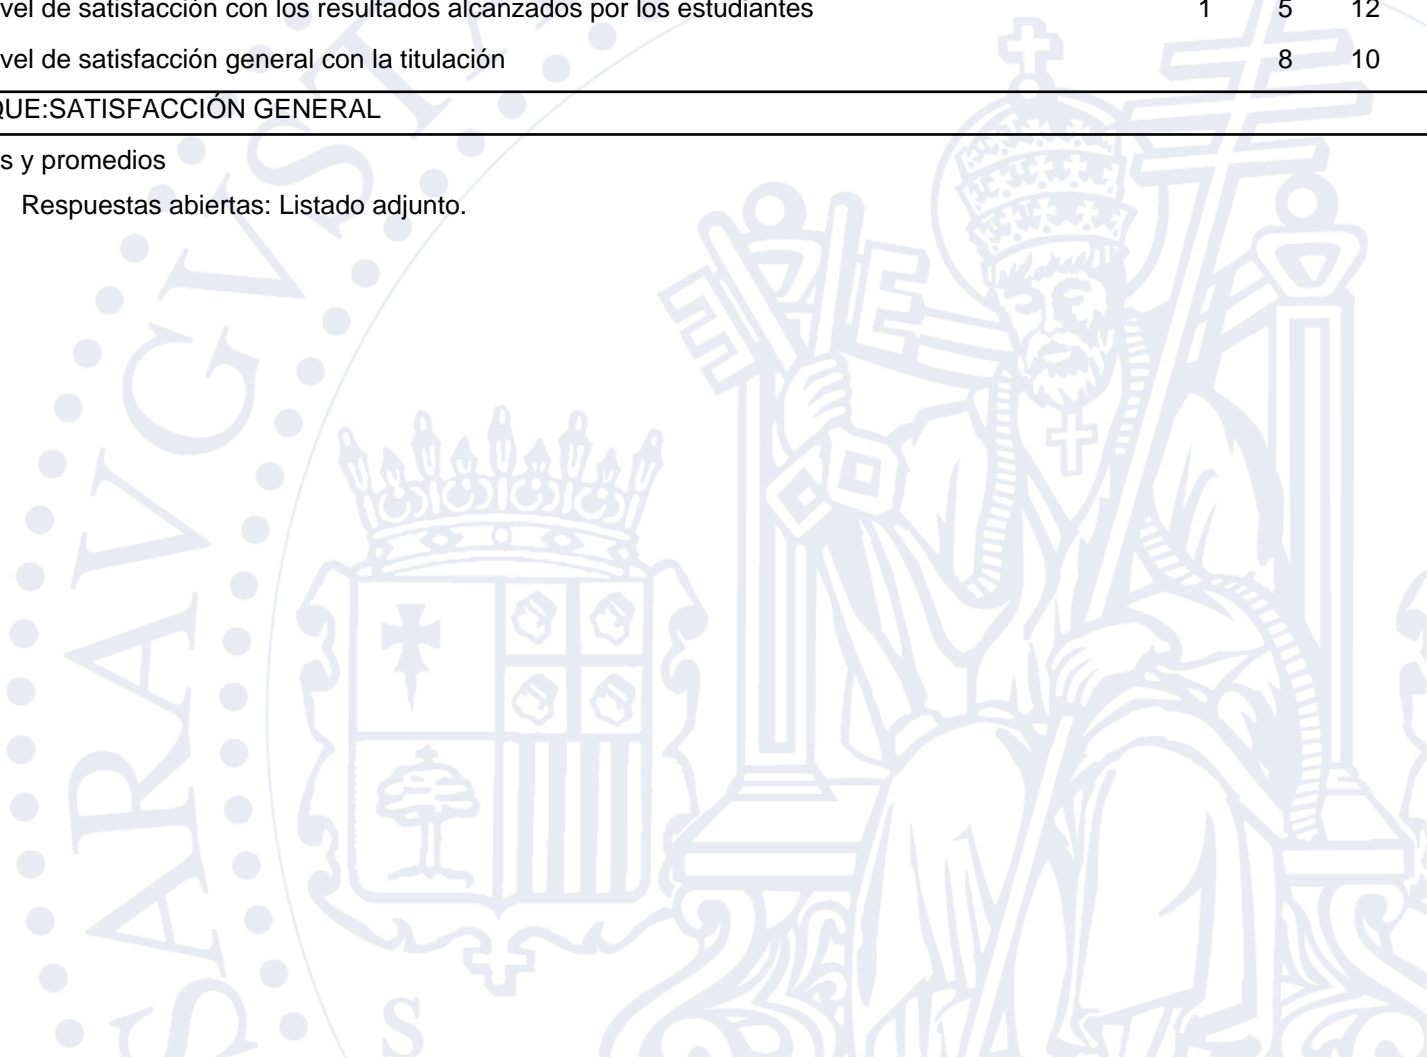 vel de satisfacción con los resultados alcanzados por los estudiantes 1 5 12
vel de satisfacción general con la titulación 8 10
QUE:SATISFACCIÓN GENERAL
s y promedios
Respuestas abiertas: Listado adjunto.
SARAVGVSTA
S